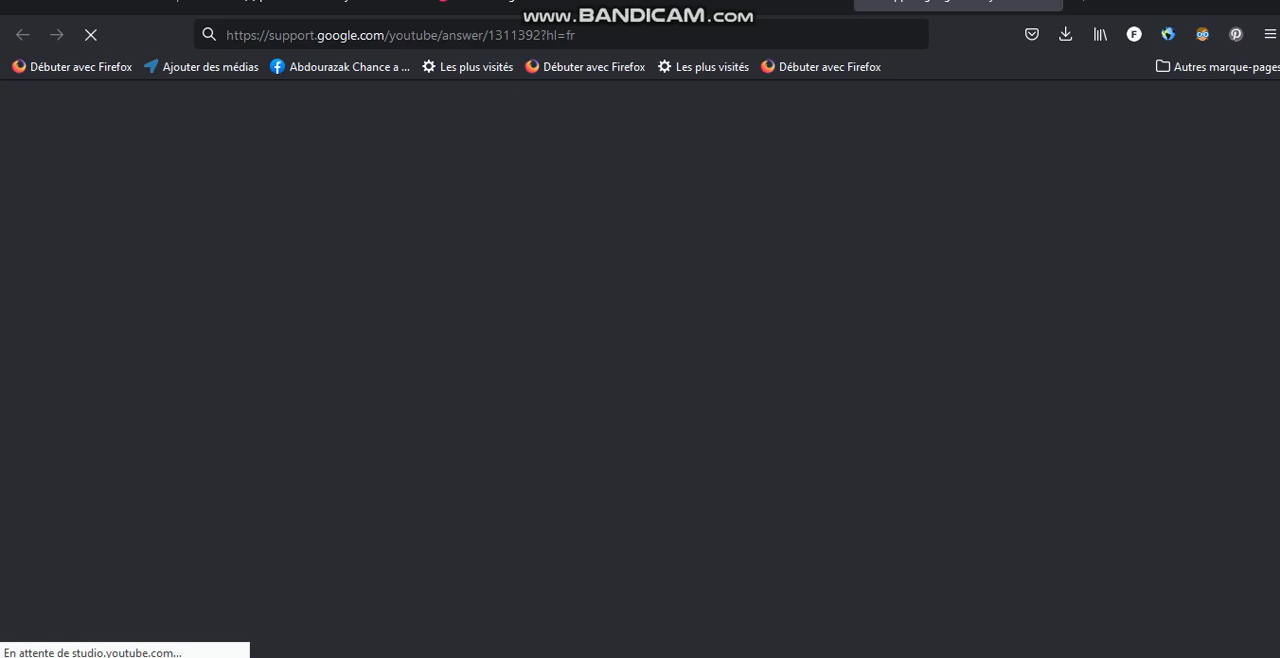 www.BANDICAM.com
https://support.google.com/youtube/answer/1311392?hl=fr
Débuter avec Firefox Ajouter des médias Abdourazak Chance a ... Les plus visités Débuter avec Firefox Les plus visités Débuter avec Firefox Autres marque-pages
En attente de studio.youtube.com...